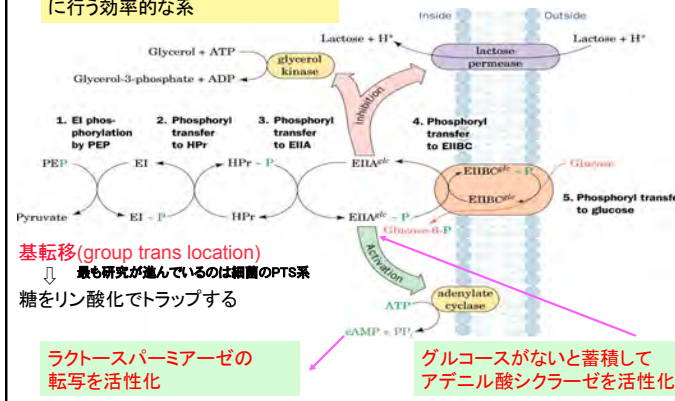 に行う効率的な系
Inside
Outside
Lactose + H⁺
Lactose + H⁺
lactose
permease
Glycerol + ATP
glycerol
kinase
Glycerol-3-phosphate + ADP
Inhibition
1. EI phos-
phorylation
by PEP
2. Phosphoryl
transfer
to HPr
3. Phosphoryl
transfer
to EIIA
4. Phosphoryl
transfer
to EIIBC
PEP
EI
HPr ~ P
EIIAglc
EIIBCglc ~ P
Glucose
EIIBCglc
5. Phosphoryl transfe
to glucose
Pyruvate
EI ~ P
HPr
EIIAglc ~ P
Glucose-6-P
基転移(group trans location)
⇩ 最も研究が進んでいるのは細菌のPTS系
糖をリン酸化でトラップする
Activation
ATP
adenylate
cyclase
cAMP + PPi
ラクトースパーミアーゼの
転写を活性化
グルコースがないと蓄積して
アデニル酸シクラーゼを活性化